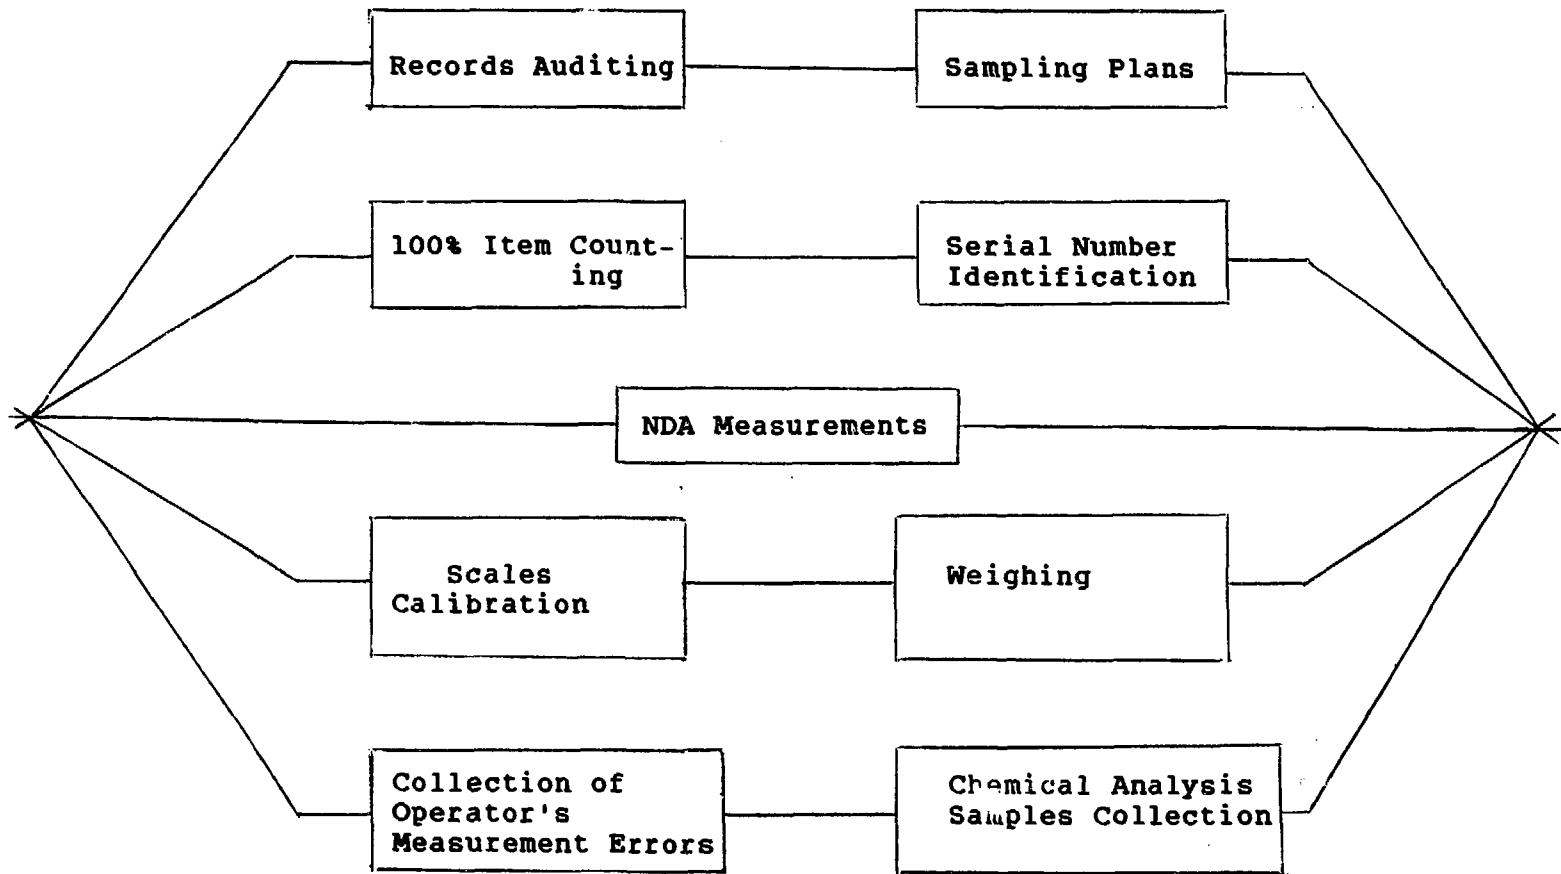 Records Auditing
Sampling Plans
100% Item Count-
ing
Serial Number
Identification
NDA Measurements
Scales
Calibration
Weighing
Collection of
Operator's
Measurement Errors
Chemical Analysis
Samples Collection